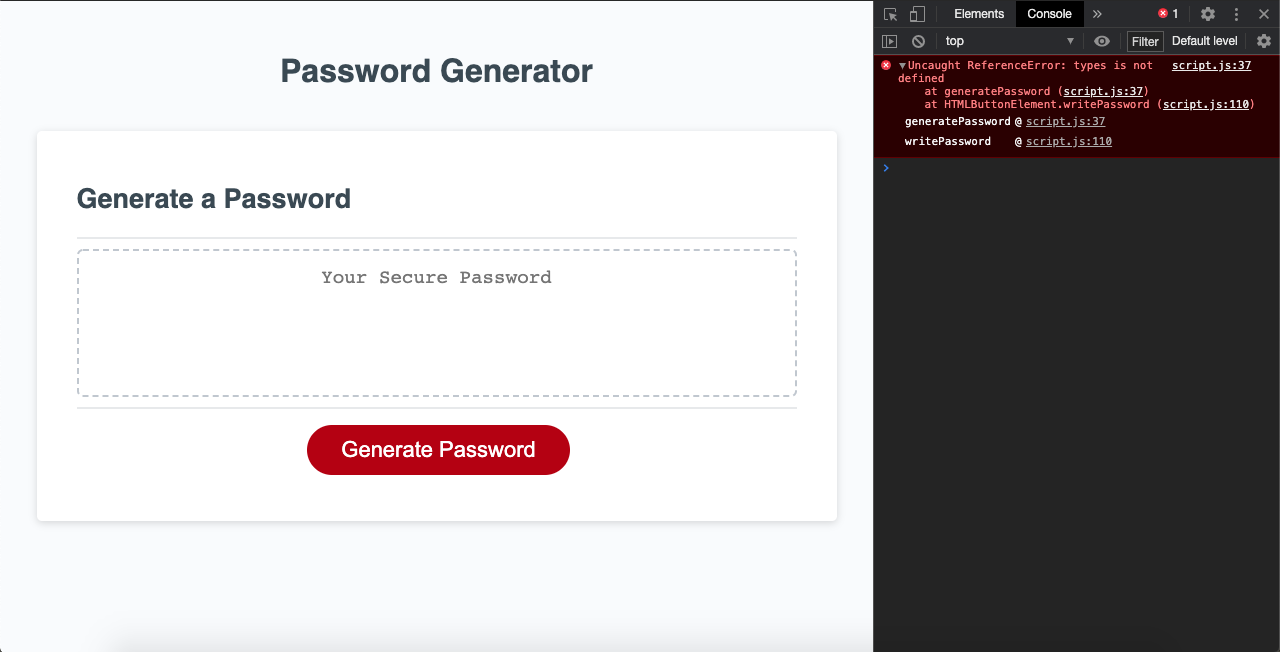 Password Generator
Generate a Password
Your Secure Password
Generate Password
Elements Console » 1
top ▼ Filter Default level
▼Uncaught ReferenceError: types is not script.js:37
defined
at generatePassword (script.js:37)
at HTMLButtonElement.writePassword (script.js:110)
generatePassword @ script.js:37
writePassword @ script.js:110